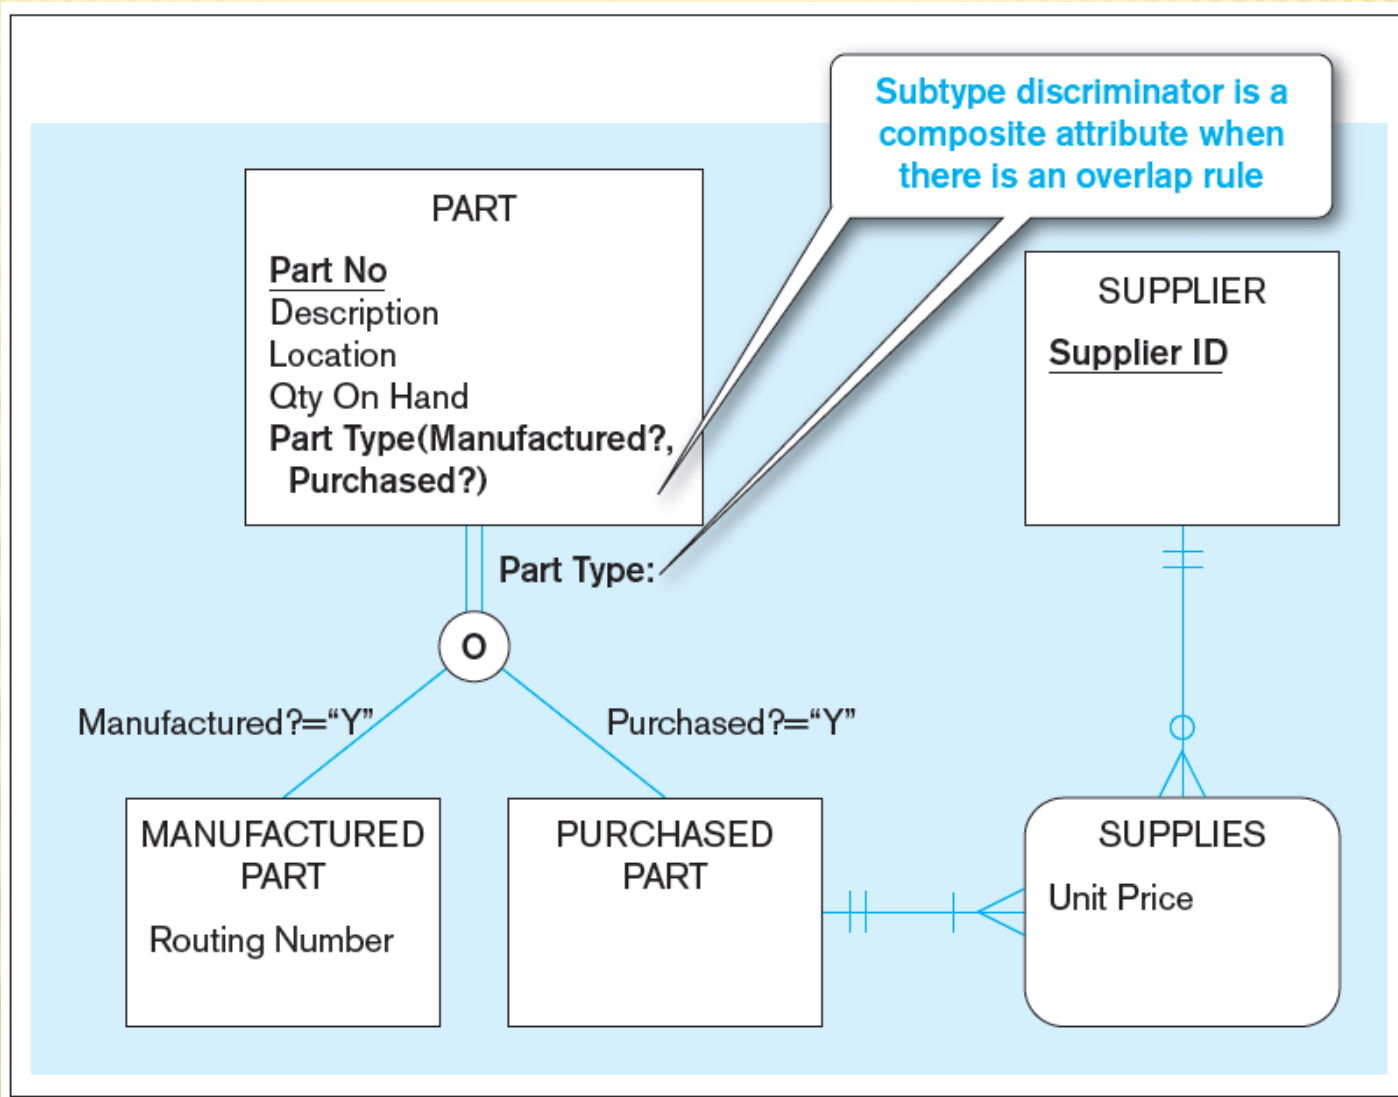 Subtype discriminator is a
composite attribute when
there is an overlap rule
PART
Part No
Description
Location
Qty On Hand
Part Type(Manufactured?,
Purchased?)
SUPPLIER
Supplier ID
Part Type:
O
Manufactured?=“Y”
Purchased?=“Y”
MANUFACTURED
PART
Routing Number
PURCHASED
PART
SUPPLIES
Unit Price